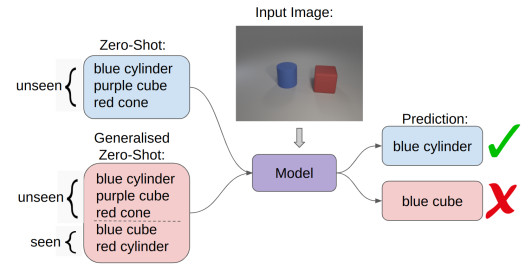 Input Image:
Zero-Shot:
unseen
blue cylinder
purple cube
red cone
Generalised
Zero-Shot:
unseen
blue cylinder
purple cube
red cone
seen
blue cube
red cylinder
Model
Prediction:
blue cylinder
blue cube